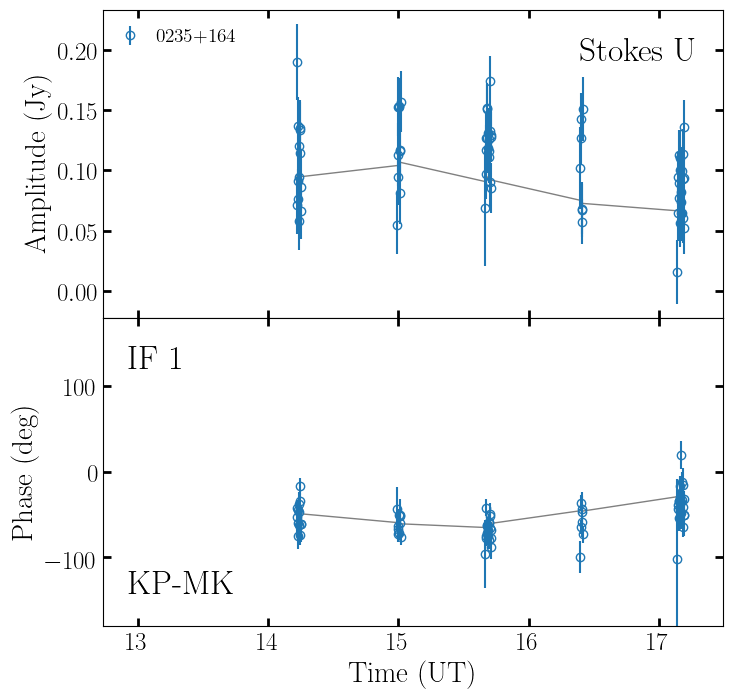 0235+164
Stokes U
0.20
0.15
0.10
0.05
0.00
Amplitude (Jy)
IF 1
100
0
−100
Phase (deg)
KP-MK
13 14 15 16 17
Time (UT)